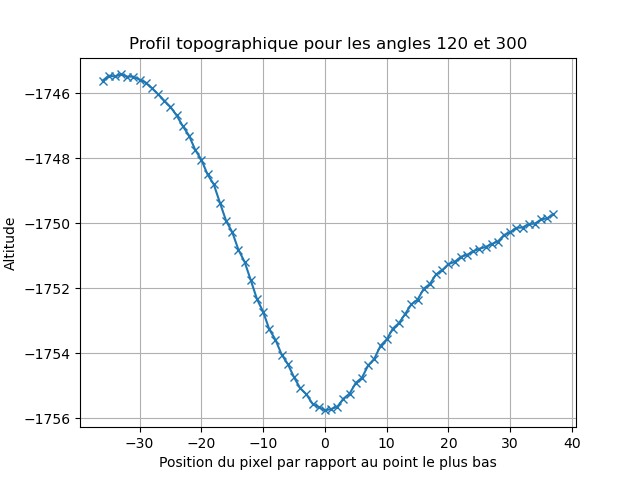 Profil topographique pour les angles 120 et 300
−1746
−1748
−1750
−1752
−1754
−1756
Altitude
−30 −20 −10 0 10 20 30 40
Position du pixel par rapport au point le plus bas